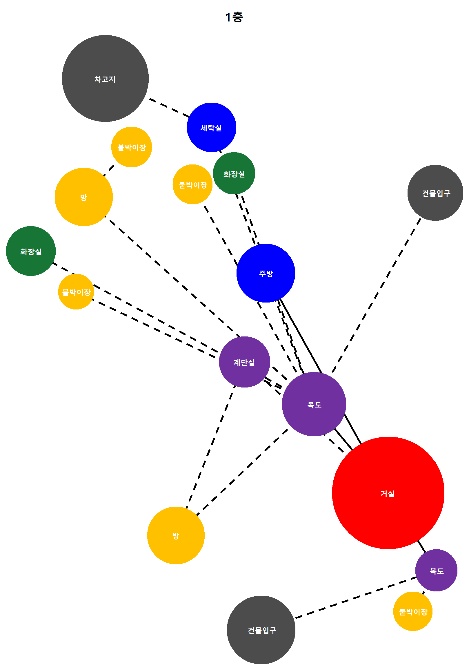 1층
차고지
세탁실
붙박이장
화장실
붙박이장
방
건물입구
화장실
주방
붙박이장
계단실
복도
거실
방
복도
붙박이장
건물입구